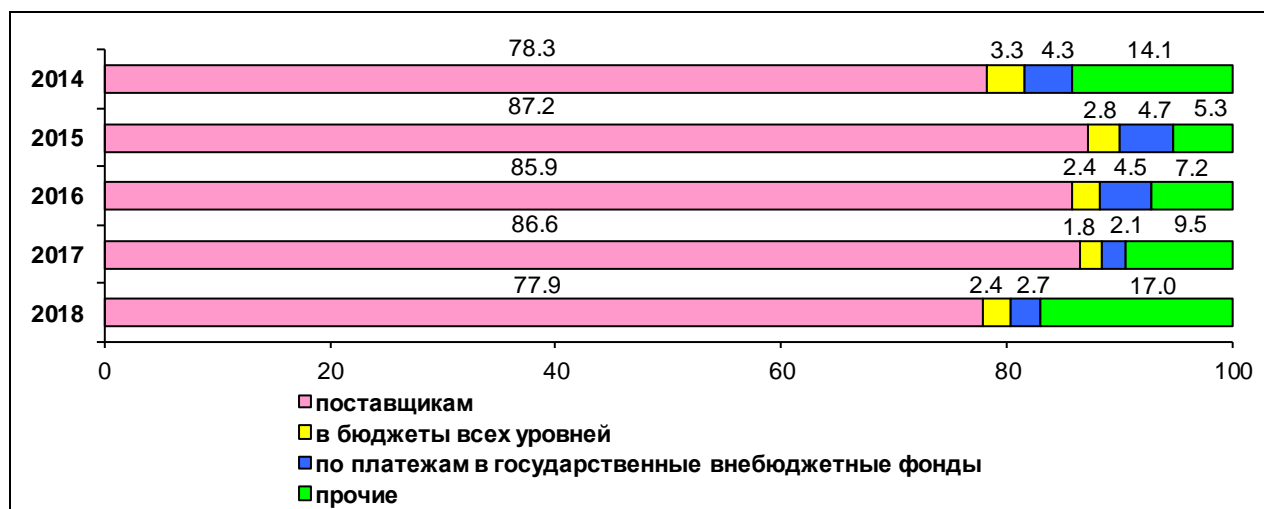 78.3 3.3 4.3 14.1
2014
87.2 2.8 4.7 5.3
2015
85.9 2.4 4.5 7.2
2016
86.6 1.8 2.1 9.5
2017
77.9 2.4 2.7 17.0
2018
0 20 40 60 80 100
поставщикам
в бюджеты всех уровней
по платежам в государственные внебюджетные фонды
прочие